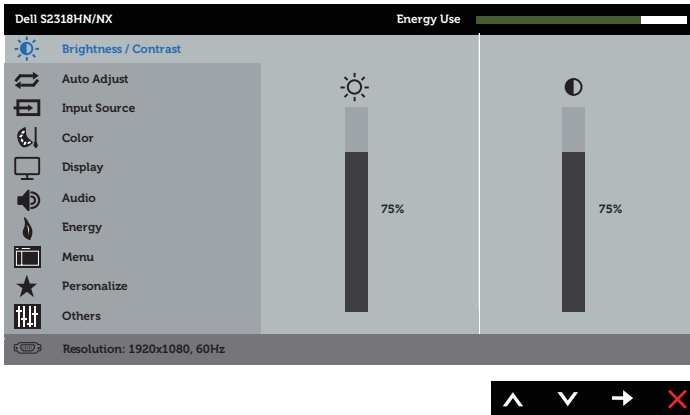 Dell S2318HN/NX Energy Use
Brightness / Contrast
Auto Adjust
Input Source
Color
Display
Audio
75% 75%
Energy
Menu
Personalize
Others
Resolution: 1920x1080, 60Hz